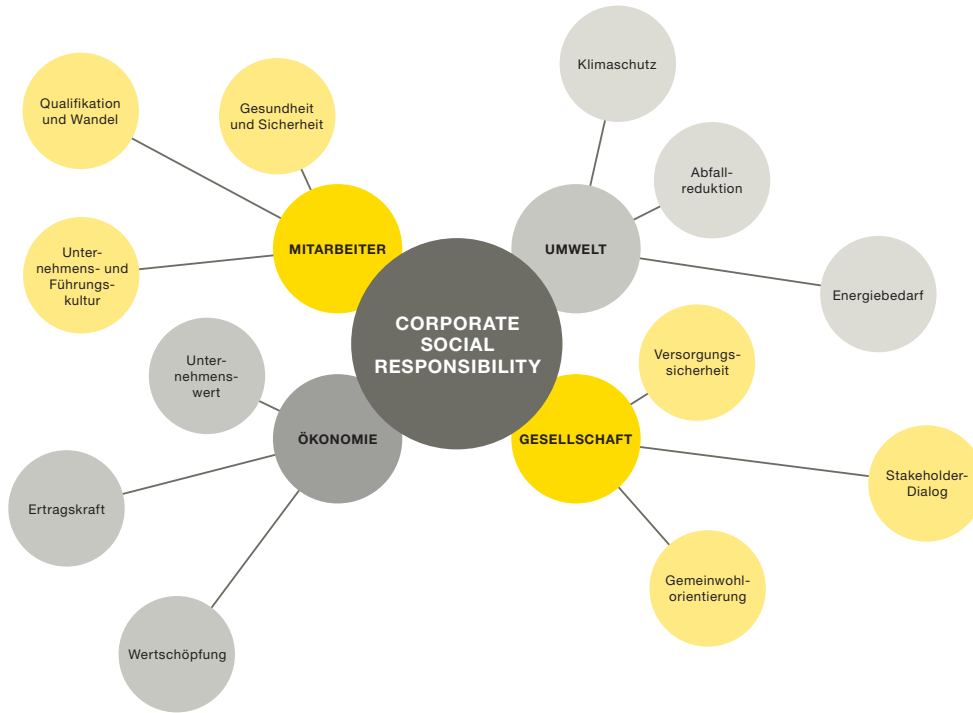 Klimaschutz
Qualifikation
und Wandel
Gesundheit
und Sicherheit
Abfall-
reduktion
MITARBEITER
UMWELT
Unter-
nehmens- und
Führungs-
kultur
Energiebedarf
CORPORATE
SOCIAL
RESPONSIBILITY
Unter-
nehmens-
wert
Versorgungs-
sicherheit
ÖKONOMIE
GESELLSCHAFT
Stakeholder-
Dialog
Ertragskraft
Gemeinwohl-
orientierung
Wertschöpfung